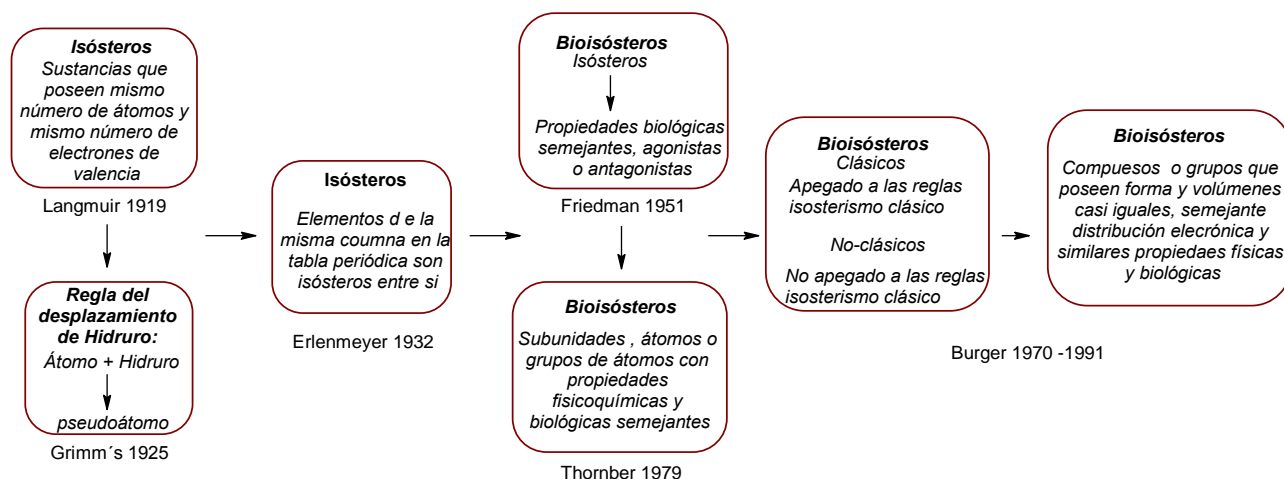 Isósteros
Sustancias que
poseen mismo
número de átomos y
mismo número de
electrones de
valencia
Langmuir 1919
Regla del
desplazamiento
de Hidruro:
Átomo + Hidruro
pseudoátomo
Grimm´s 1925
Isósteros
Elementos d e la
misma coumna en la
tabla periódica son
isósteros entre si
Erlenmeyer 1932
Bioisósteros
Isósteros
Propiedades biológicas
semejantes, agonistas
o antagonistas
Friedman 1951
Bioisósteros
Subunidades , átomos o
grupos de átomos con
propiedades
fisicoquímicas y
biológicas semejantes
Thornber 1979
Bioisósteros
Clásicos
Apegado a las reglas
isosterismo clásico
No-clásicos
No apegado a las reglas
isosterismo clásico
Bioisósteros
Compuesos o grupos que
poseen forma y volúmenes
casi iguales, semejante
distribución elecrónica y
similares propiedaes físicas
y biológicas
Burger 1970 -1991